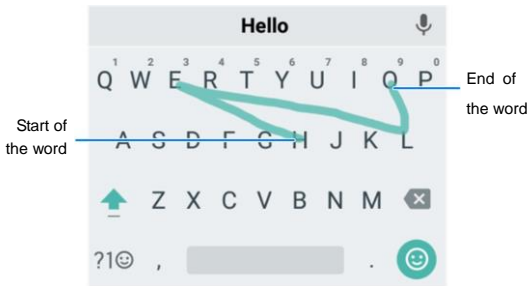 Hello
1 2 3 4 5 6 7 8 9 0
Q W E R T Y U I O P
End of
the word
Start of
the word
A S D F G H J K L
Z X C V B N M
?1☺ , .